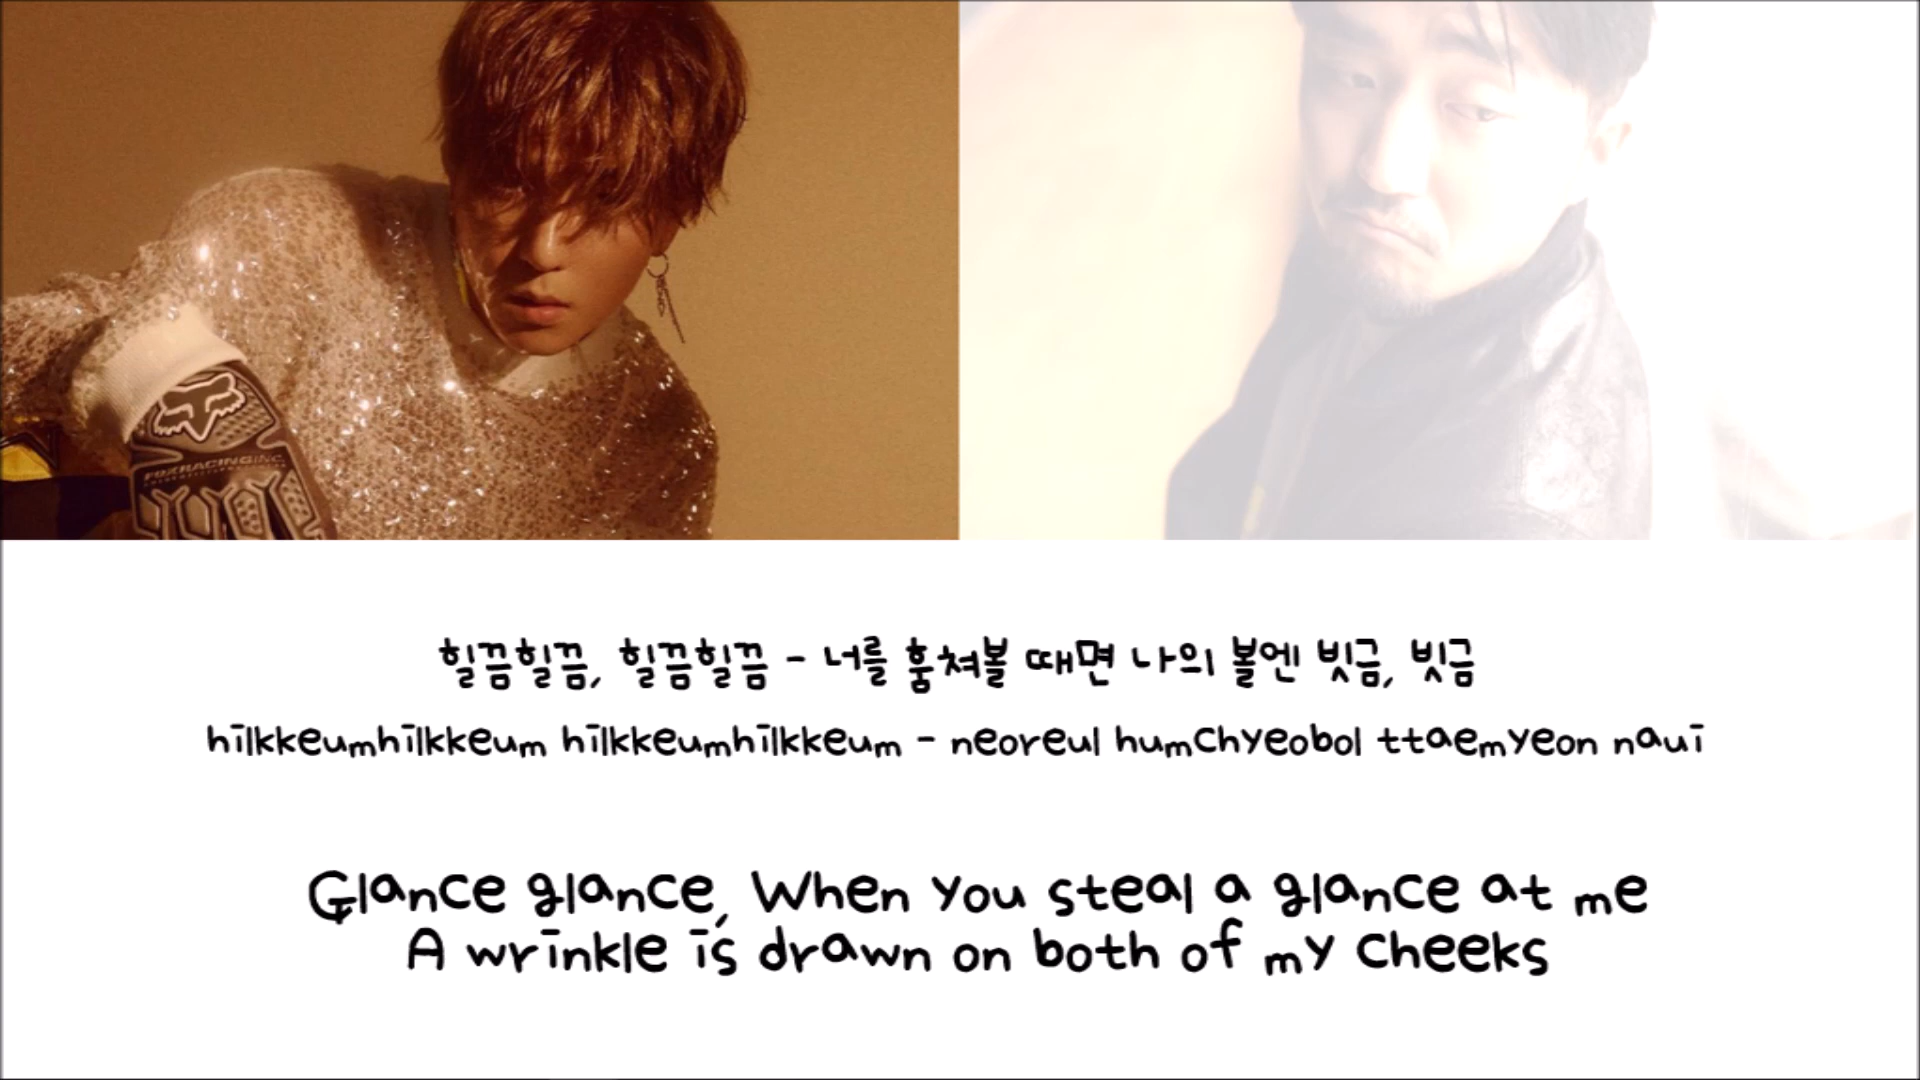 FOXRACINGINC.
힐끔힐끔, 힐끔힐끔 - 너를 훔쳐볼 때면 나의 볼엔 빗금, 빗금
hilkkeumhilkkeum hilkkeumhilkkeum - neoreul humchyeobol ttaemyeon naui
Glance glance, When you steal a glance at me
A wrinkle is drawn on both of my cheeks